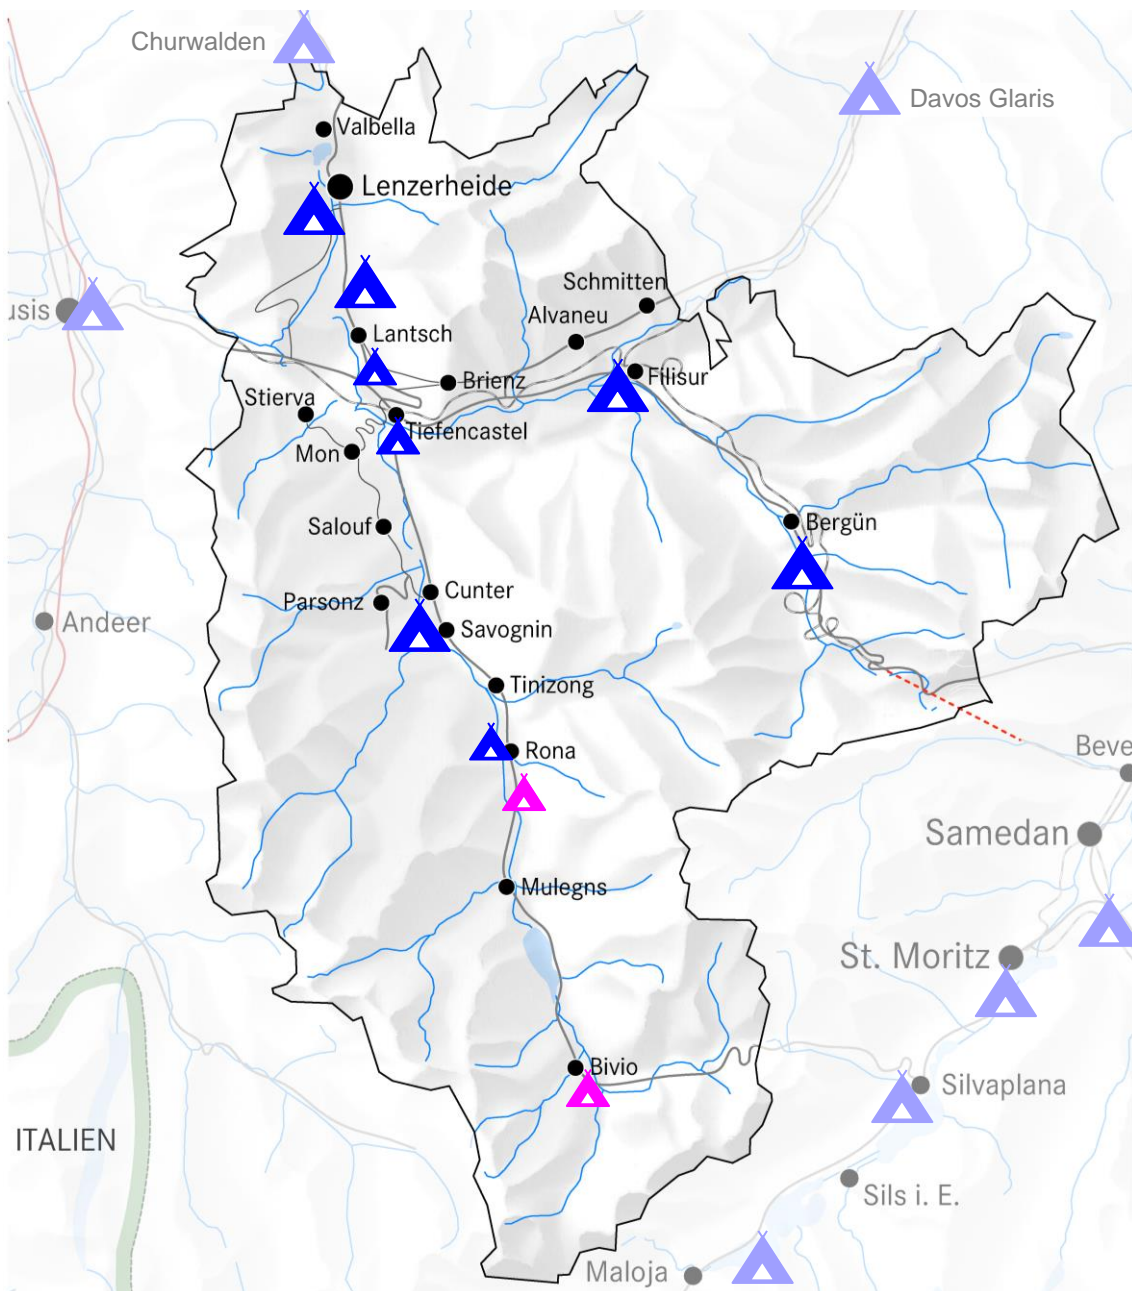 Churwalden
Davos Glaris
Valbella
Lenzerheide
Schmitten
usis
Alvaneu
Lantsch
Filisur
Brienz
Stierva
Tiefencastel
Mon
Bergün
Salouf
Cunter
Parsonz
Andeer
Savognin
Tinizong
Beve
Rona
Samedan
Mulegns
St. Moritz
Bivio
Silvaplana
ITALIEN
Sils i. E.
Maloja